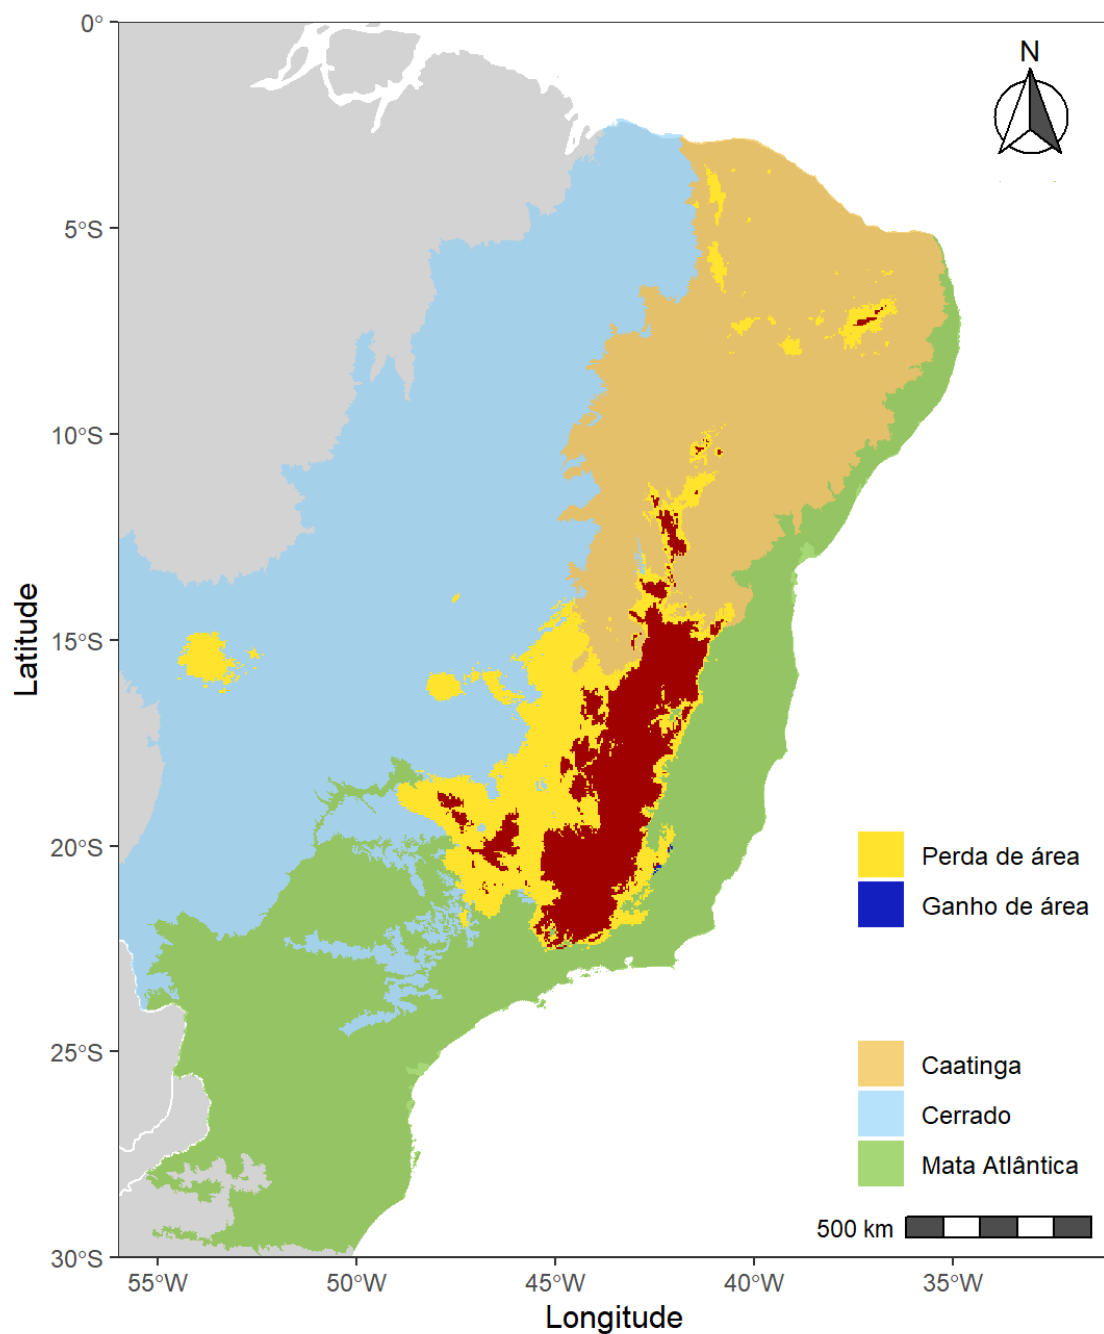 N
0°
5°S
10°S
15°S
20°S
25°S
30°S
Latitude
55°W
50°W
45°W
40°W
35°W
Longitude
Perda de área
Ganho de área
Caatinga
Cerrado
Mata Atlântica
500 km